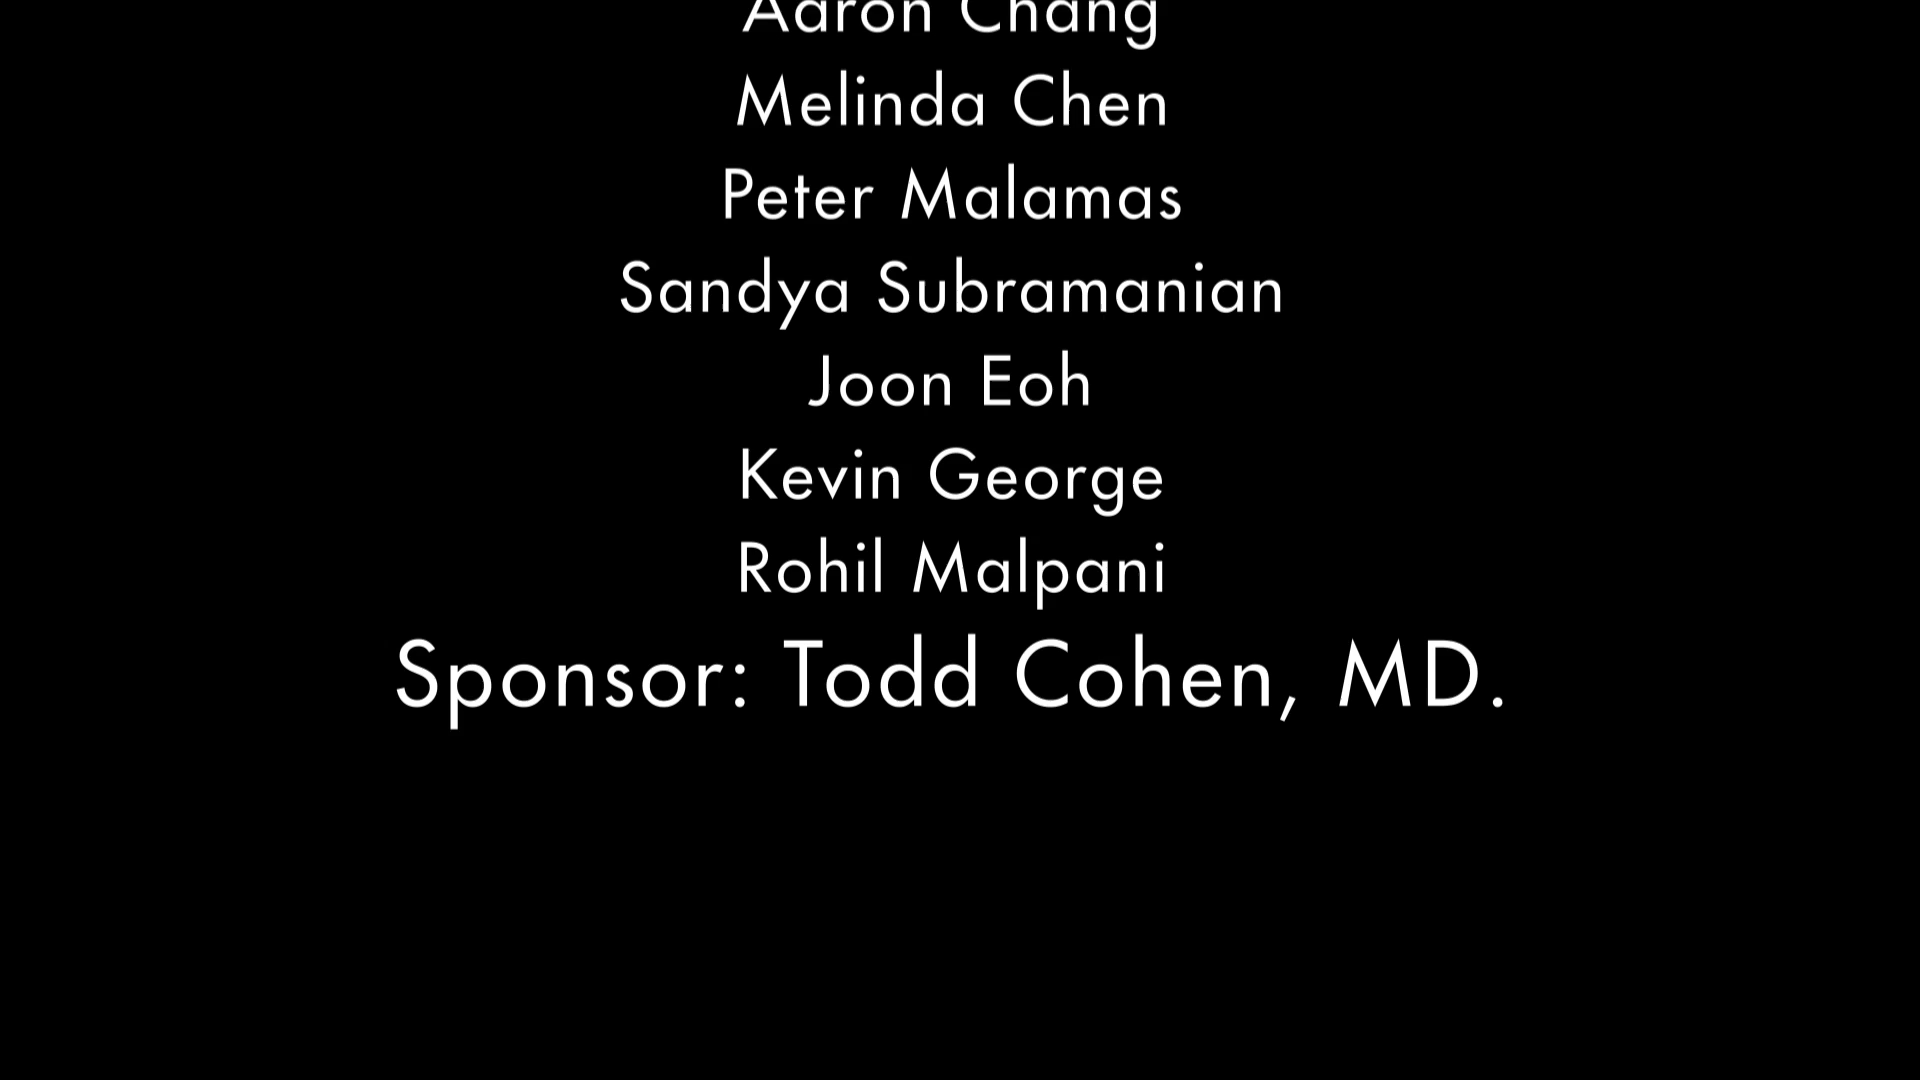 Aaron Chang
Melinda Chen
Peter Malamas
Sandya Subramanian
Joon Eoh
Kevin George
Rohil Malpani
Sponsor: Todd Cohen, MD.